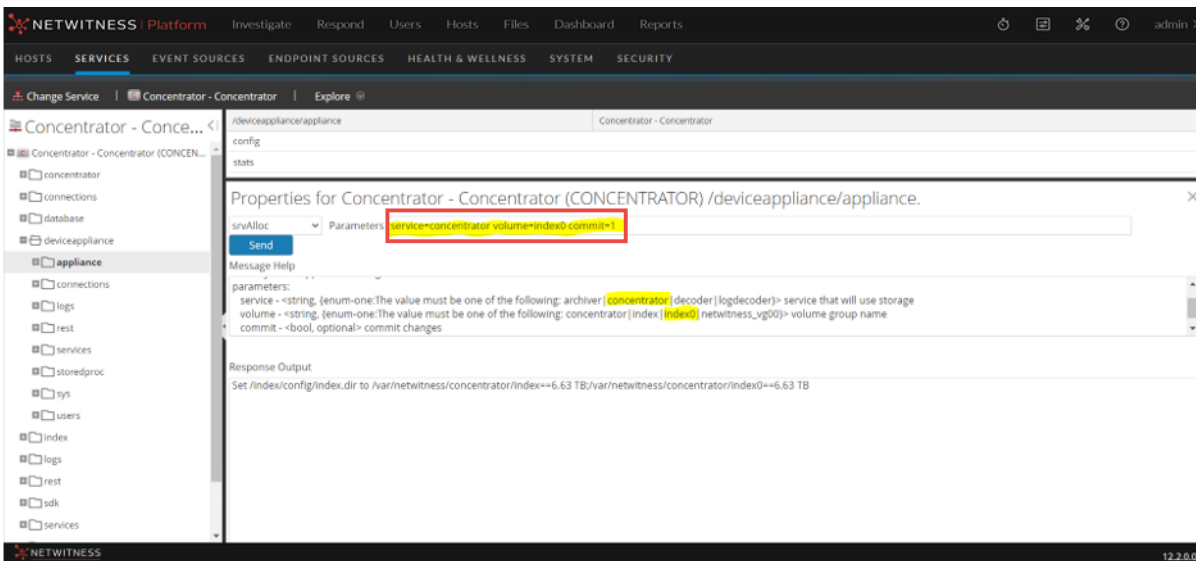 NETWITNESS | Platform Investigate Respond Users Hosts Files Dashboard Reports admin
HOSTS SERVICES EVENT SOURCES ENDPOINT SOURCES HEALTH & WELLNESS SYSTEM SECURITY
Change Service | Concentrator - Concentrator | Explore
Concentrator - Conce...
Concentrator - Concentrator (CONCEN...
concentrator
connections
database
deviceappliance
appliance
connections
logs
rest
services
storedproc
sys
users
index
logs
rest
sdk
services
/deviceappliance/appliance Concentrator - Concentrator
config
stats
Properties for Concentrator - Concentrator (CONCENTRATOR) /deviceappliance/appliance.
srvAlloc Parameters service=concentrator volume=index0 commit=1
Send
Message Help
parameters:
service - <string, {enum-one:The value must be one of the following: archiver|concentrator|decoder|logdecoder}> service that will use storage
volume - <string, {enum-one:The value must be one of the following: concentrator|index|index0|netwitness_vg00}> volume group name
commit - <bool, optional> commit changes
Response Output
Set /index/config/index.dir to /var/netwitness/concentrator/index==6.63 TB;/var/netwitness/concentrator/index0==6.63 TB
NETWITNESS 12.2.0.0